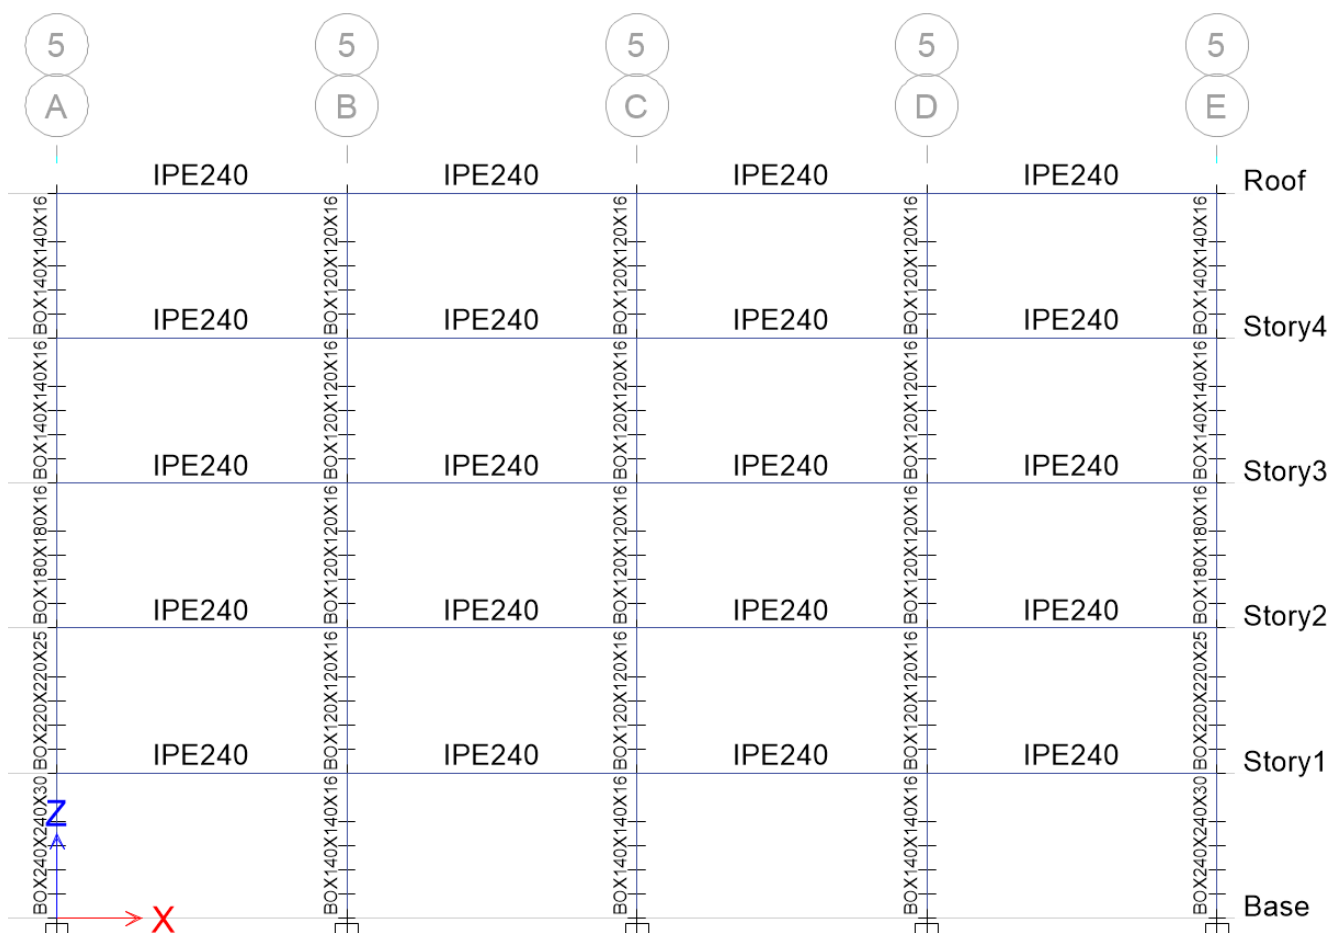 5 5 5 5 5
A B C D E
IPE240 IPE240 IPE240 IPE240 Roof
BOX140X140X16 BOX120X120X16 BOX120X120X16 BOX120X120X16 BOX140X140X16
IPE240 IPE240 IPE240 IPE240 Story4
BOX140X140X16 BOX120X120X16 BOX120X120X16 BOX120X120X16 BOX140X140X16
IPE240 IPE240 IPE240 IPE240 Story3
BOX180X180X16 BOX120X120X16 BOX120X120X16 BOX120X120X16 BOX180X180X16
IPE240 IPE240 IPE240 IPE240 Story2
BOX220X220X25 BOX120X120X16 BOX120X120X16 BOX120X120X16 BOX220X220X25
IPE240 IPE240 IPE240 IPE240 Story1
BOX240X240X30 BOX140X140X16 BOX140X140X16 BOX140X140X16 BOX240X240X30
Z
X Base